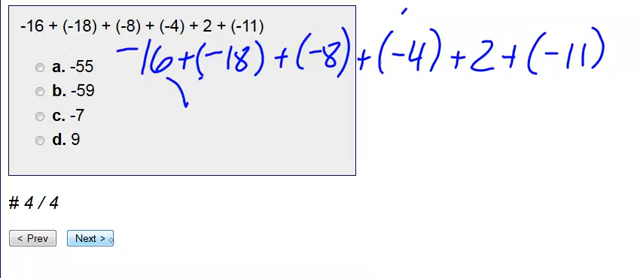 -16 + (-18) + (-8) + (-4) + 2 + (-11)
-16+(-18)+(-8)+(-4)+2+(-11)
a. -55
b. -59
c. -7
d. 9
# 4 / 4
< Prev
Next >